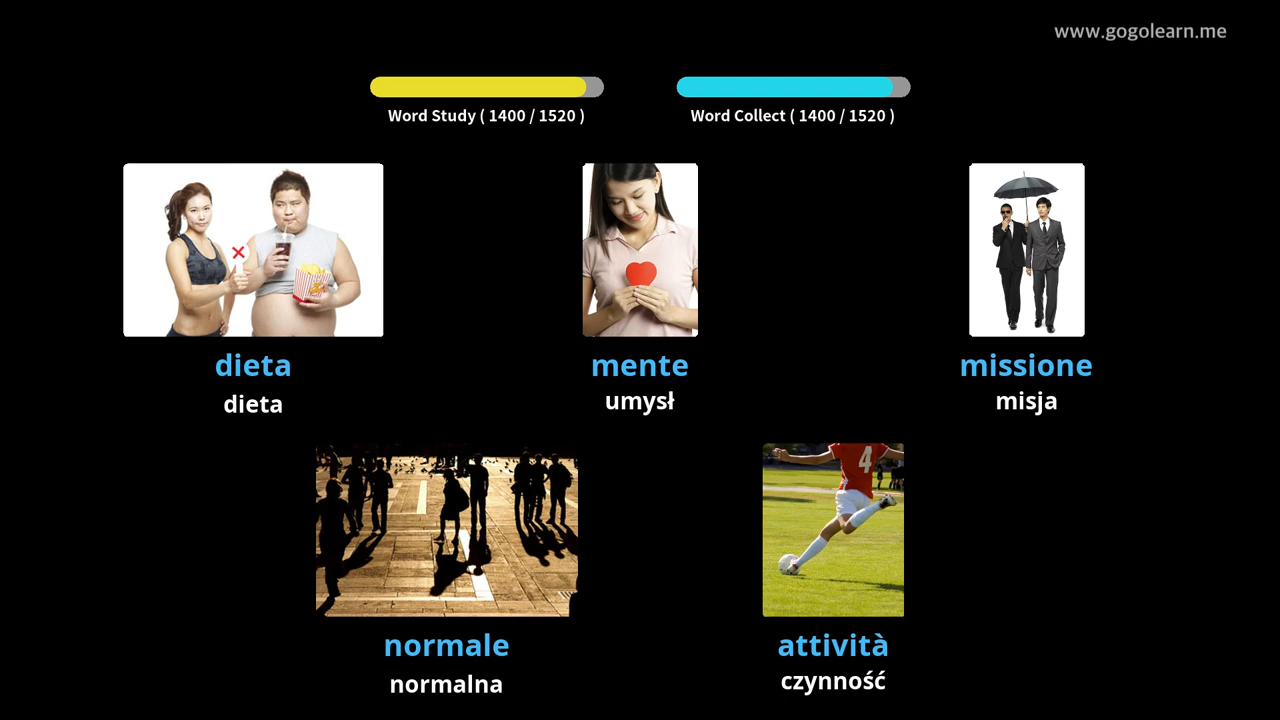 www.gogolearn.me
Word Study ( 1400 / 1520 )
Word Collect ( 1400 / 1520 )
dieta
dieta
mente
umysł
missione
misja
4
normale
normalna
attività
czynność